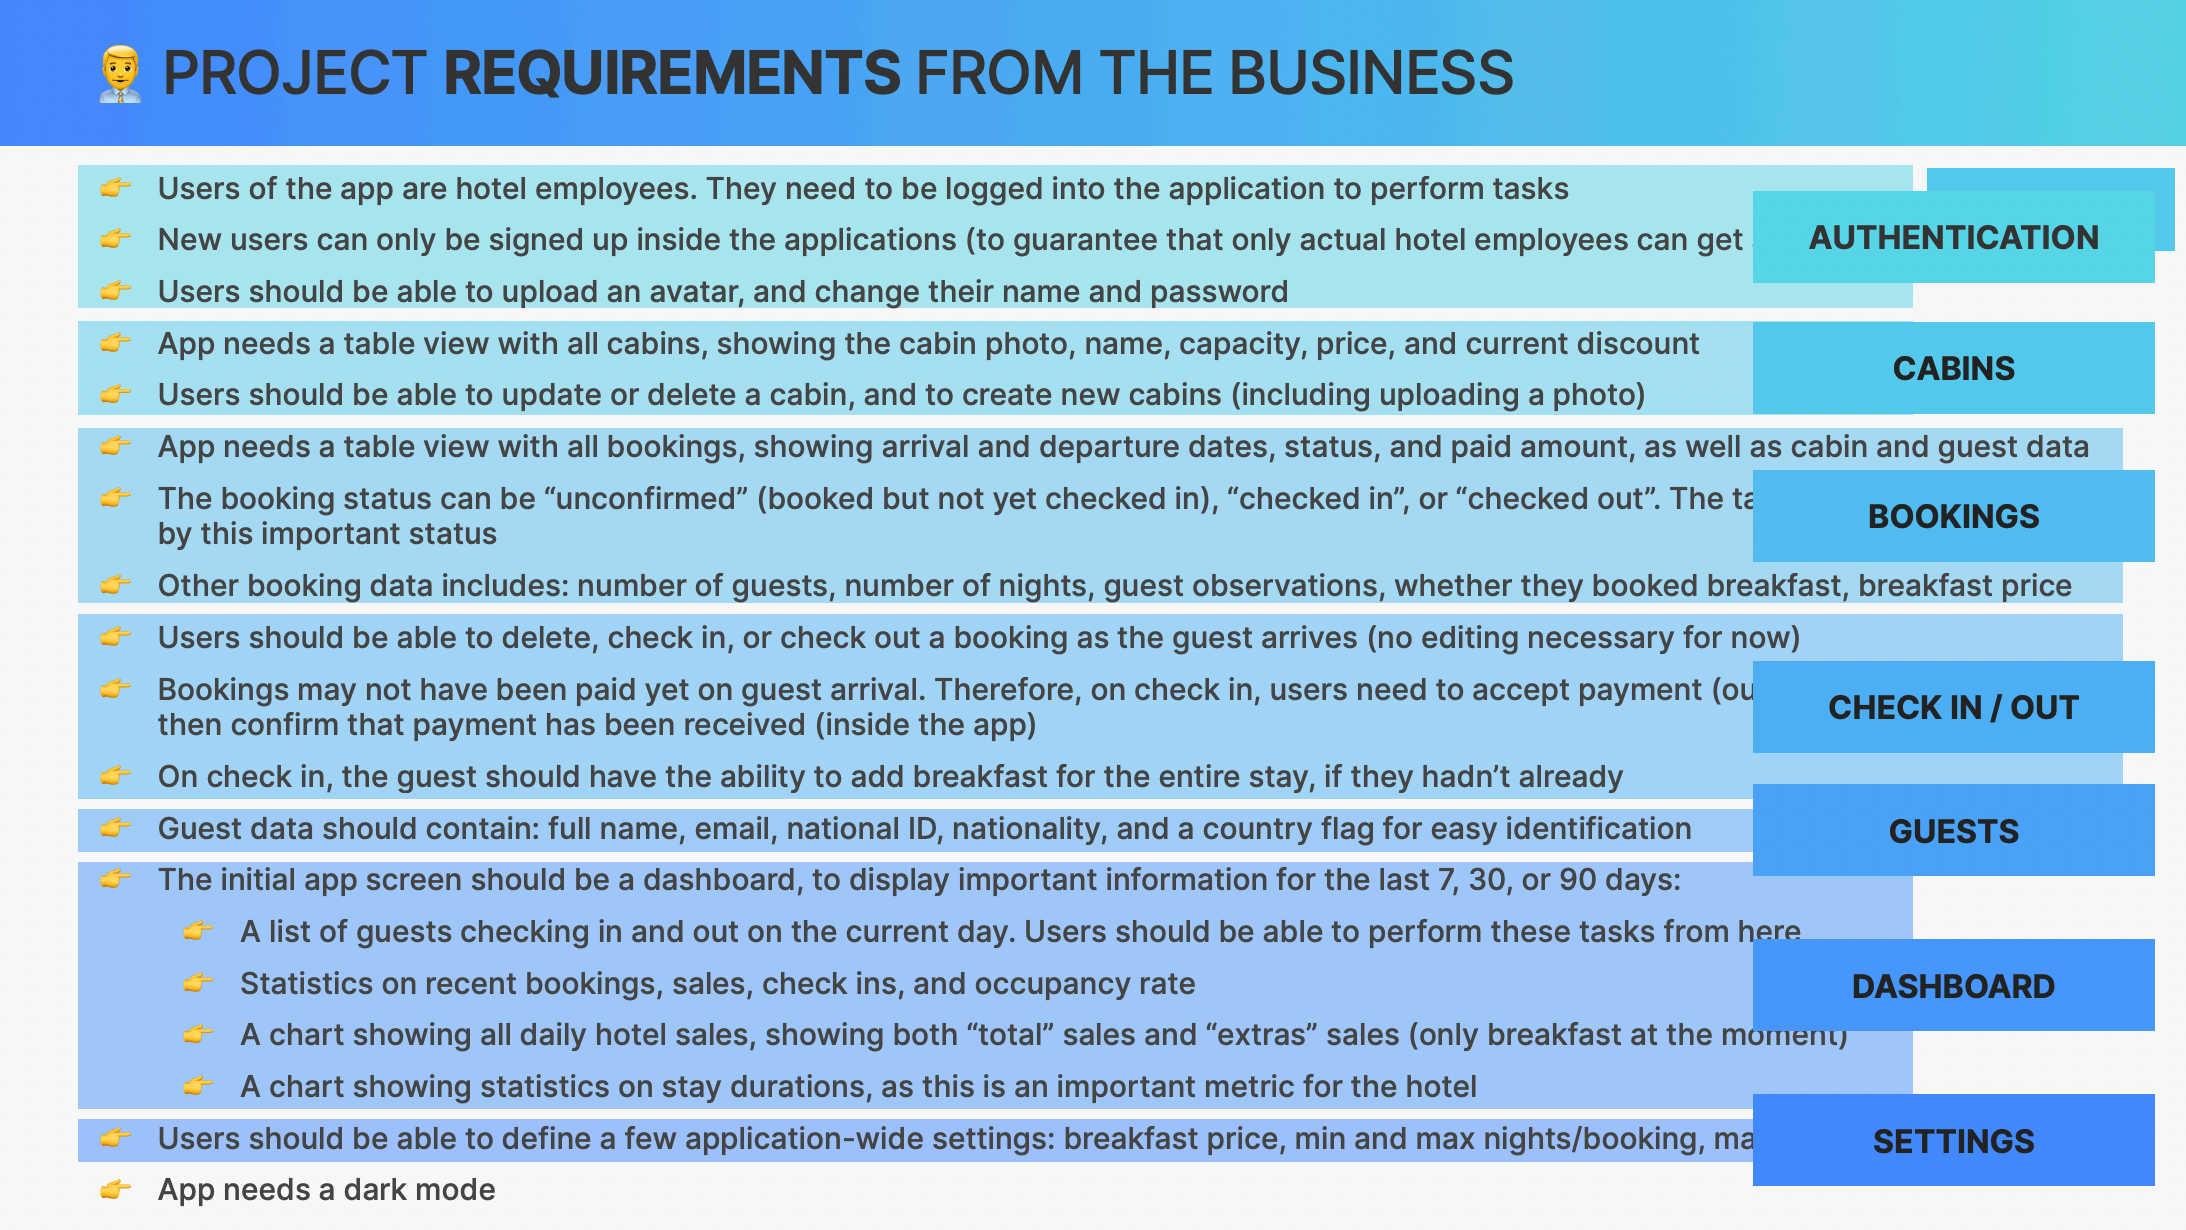 PROJECT REQUIREMENTS FROM THE BUSINESS
Users of the app are hotel employees. They need to be logged into the application to perform tasks
New users can only be signed up inside the applications (to guarantee that only actual hotel employees can get
AUTHENTICATION
Users should be able to upload an avatar, and change their name and password
App needs a table view with all cabins, showing the cabin photo, name, capacity, price, and current discount
CABINS
Users should be able to update or delete a cabin, and to create new cabins (including uploading a photo)
App needs a table view with all bookings, showing arrival and departure dates, status, and paid amount, as well as cabin and guest data
The booking status can be “unconfirmed” (booked but not yet checked in), “checked in”, or “checked out”. The
by this important status
BOOKINGS
Other booking data includes: number of guests, number of nights, guest observations, whether they booked breakfast, breakfast price
Users should be able to delete, check in, or check out a booking as the guest arrives (no editing necessary for now)
Bookings may not have been paid yet on guest arrival. Therefore, on check in, users need to accept payment
then confirm that payment has been received (inside the app)
CHECK IN / OUT
On check in, the guest should have the ability to add breakfast for the entire stay, if they hadn’t already
Guest data should contain: full name, email, national ID, nationality, and a country flag for easy identification
GUESTS
The initial app screen should be a dashboard, to display important information for the last 7, 30, or 90 days:
A list of guests checking in and out on the current day. Users should be able to perform these tasks from here
Statistics on recent bookings, sales, check ins, and occupancy rate
DASHBOARD
A chart showing all daily hotel sales, showing both “total” sales and “extras” sales (only breakfast at the moment)
A chart showing statistics on stay durations, as this is an important metric for the hotel
Users should be able to define a few application-wide settings: breakfast price, min and max nights/booking,
SETTINGS
App needs a dark mode